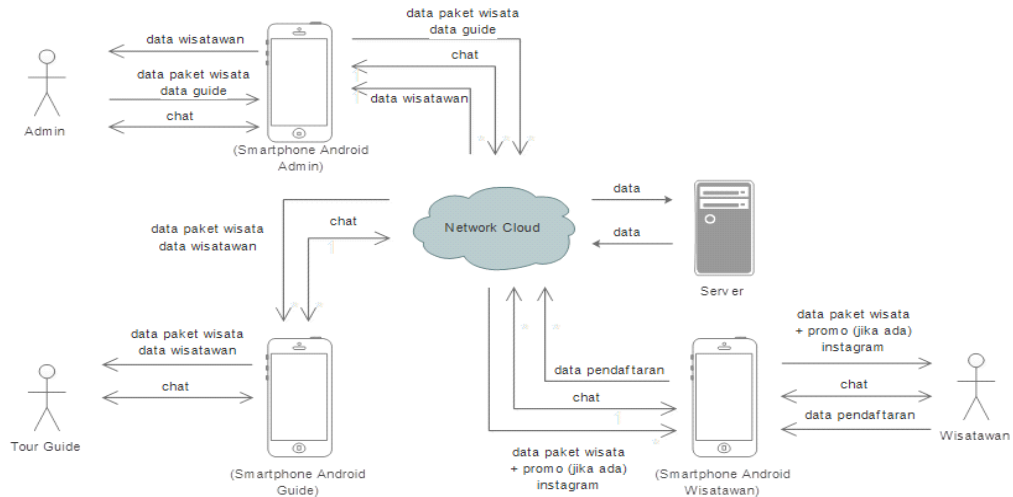 data wisatawan
data paket wisata
data guide
chat
Admin
(Smartphone Android
Admin)
data paket wisata
data guide
chat
data wisatawan
data paket wisata
data wisatawan
chat
Network Cloud
data
data
Server
data paket wisata
data wisatawan
chat
Tour Guide
(Smartphone Android
Guide)
data pendaftaran
chat
data paket wisata
+ promo (jika ada)
instagram
(Smartphone Android
Wisatawan)
data paket wisata
+ promo (jika ada)
instagram
chat
data pendaftaran
Wisatawan